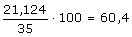 21,124
35
· 100 = 60,4